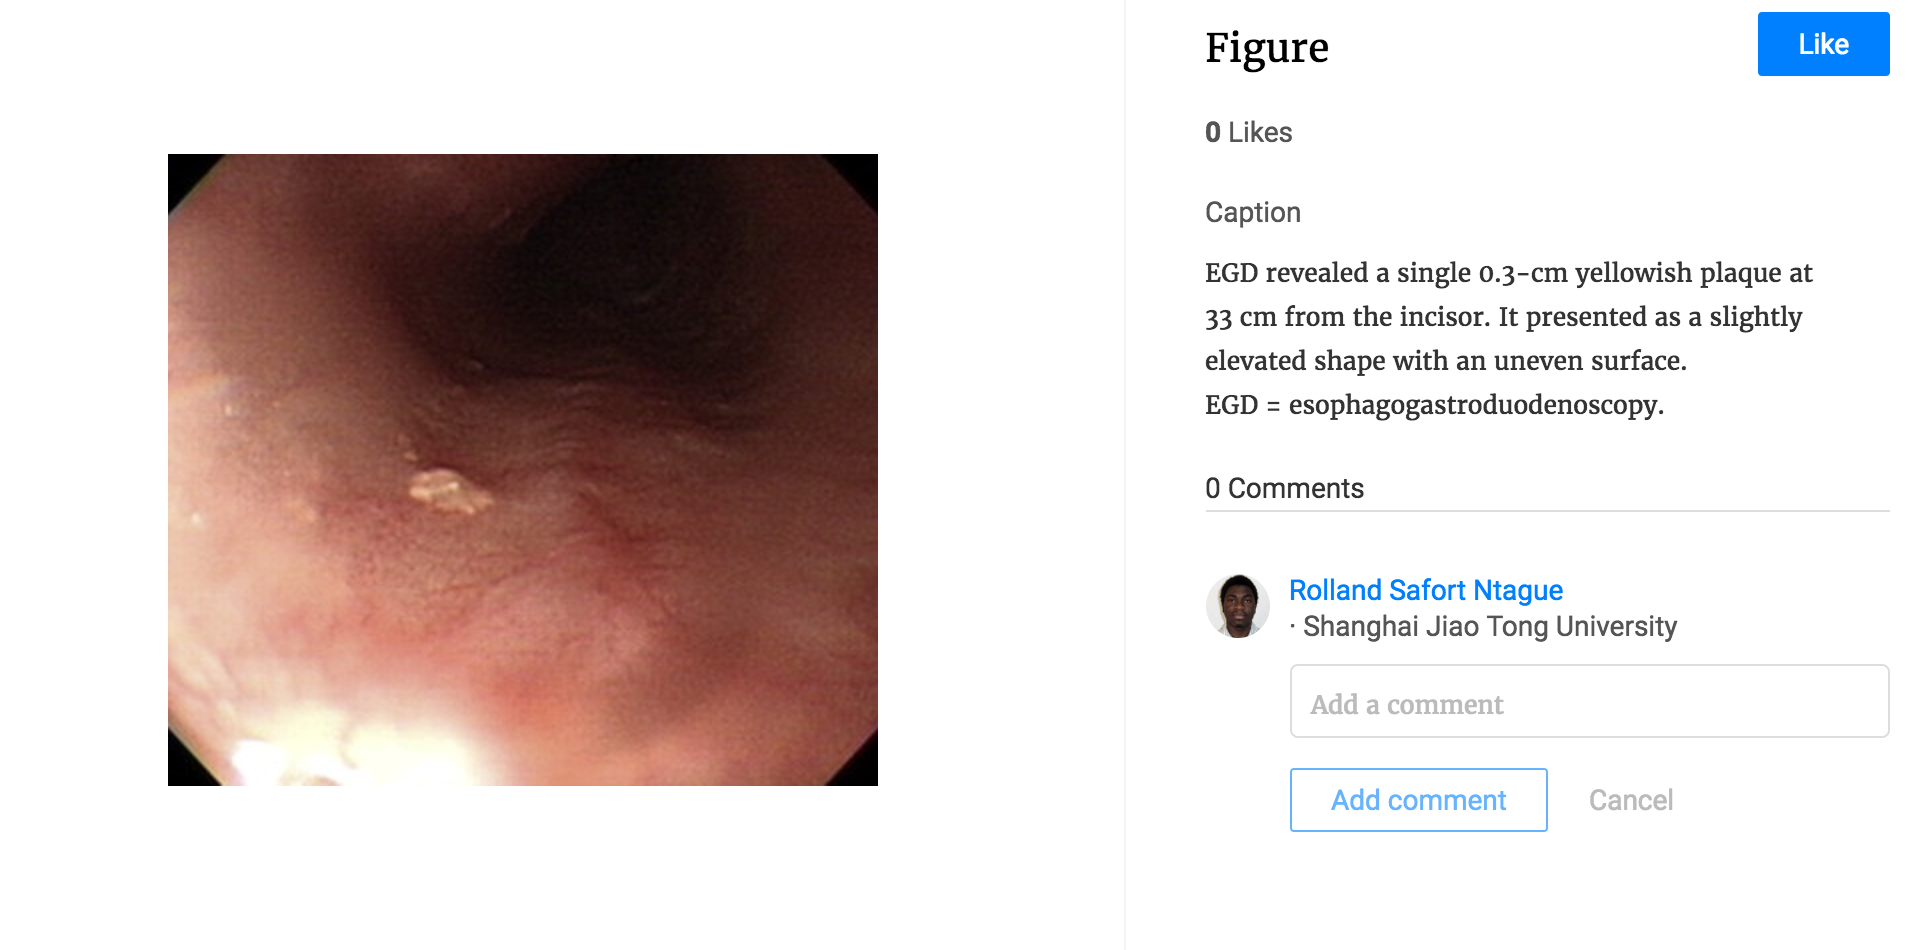 Figure
Like
0 Likes
Caption
EGD revealed a single 0.3-cm yellowish plaque at
33 cm from the incisor. It presented as a slightly
elevated shape with an uneven surface.
EGD = esophagogastroduodenoscopy.
0 Comments
Rolland Safort Ntague
· Shanghai Jiao Tong University
Add a comment
Add comment
Cancel